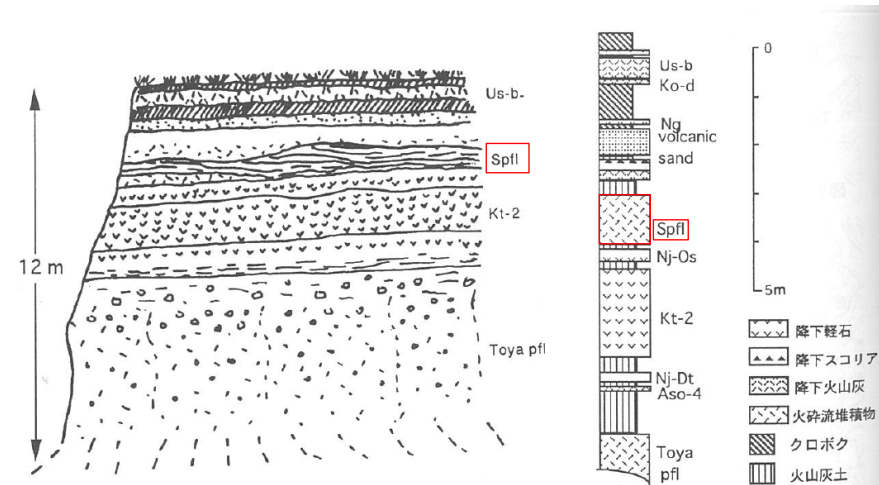 12 m
Us-b-
Spfl
Kt-2
Toya pfl
Us-b
Ko-d
Ng
volcanic
sand
Spfl
Nj-Os
Kt-2
Nj-Dt
Aso-4
Toya
pfl
0
5m
降下軽石
降下スコリア
降下火山灰
火砕流堆積物
クロボク
火山灰土